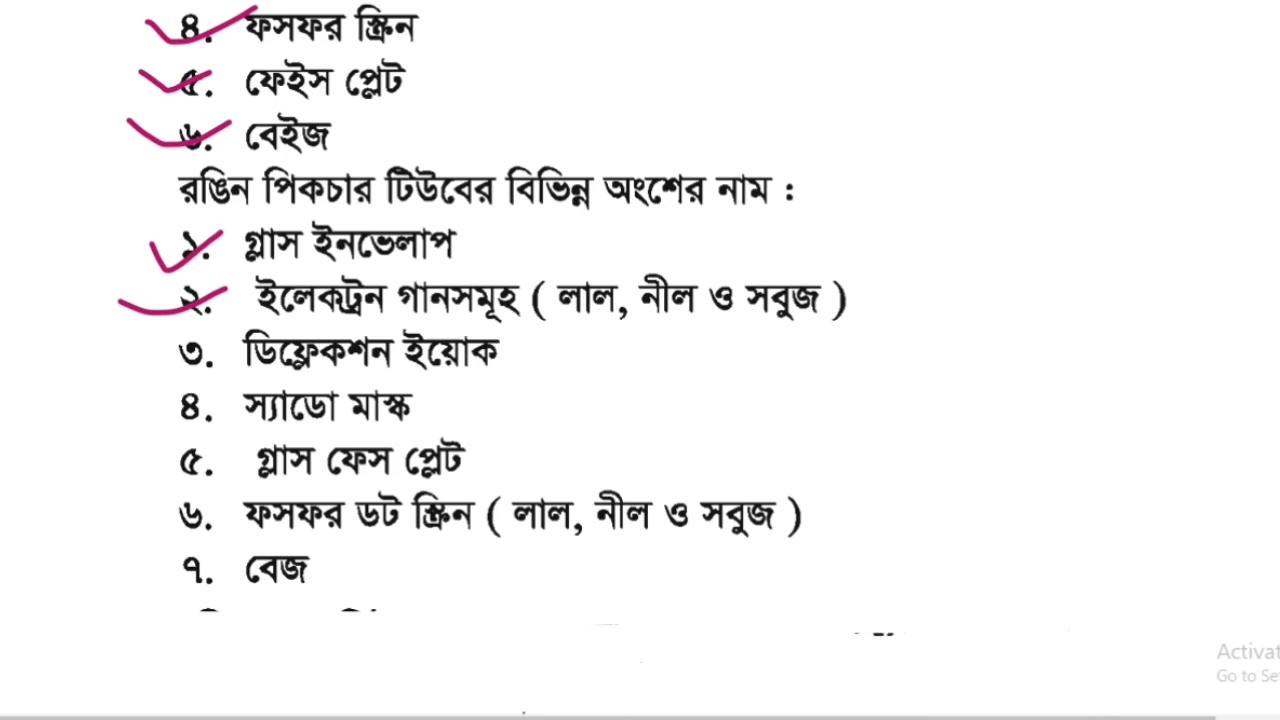 ৪. ফসফর স্ক্রিন
৫. ফেইস প্লেট
৬. বেইজ
রঙিন পিকচার টিউবের বিভিন্ন অংশের নাম :
১. গ্লাস ইনভেলাপ
২. ইলেকট্রন গানসমূহ ( লাল, নীল ও সবুজ )
৩. ডিফ্লেকশন ইয়োক
৪. স্যাডো মাস্ক
৫. গ্লাস ফেস প্লেট
৬. ফসফর ডট স্ক্রিন ( লাল, নীল ও সবুজ )
৭. বেজ
Activat
Go to Se